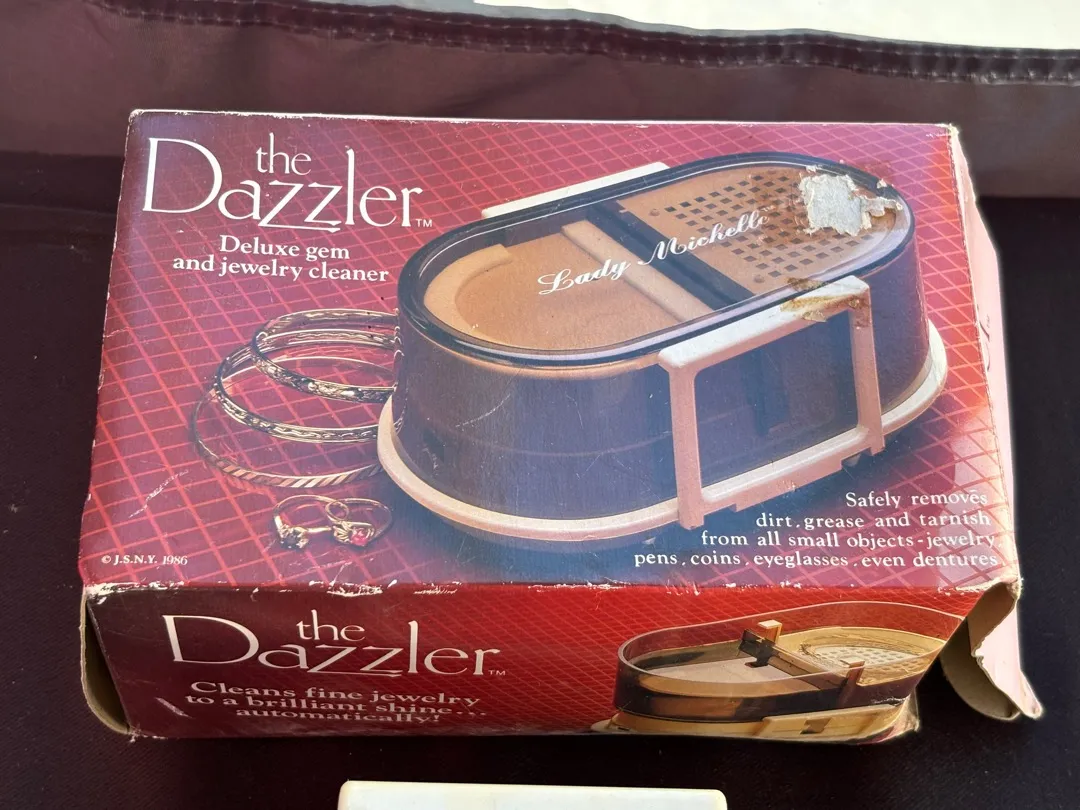 the
Dazzler™
Deluxe gem
and jewelry cleaner
Lady Michelle
Safely removes
dirt, grease and tarnish
from all small objects-jewelry
pens, coins, eyeglasses, even dentures
© J.S.N.Y. 1986
the
Dazzler™
Cleans fine jewelry
to a brilliant shine...
automatically!